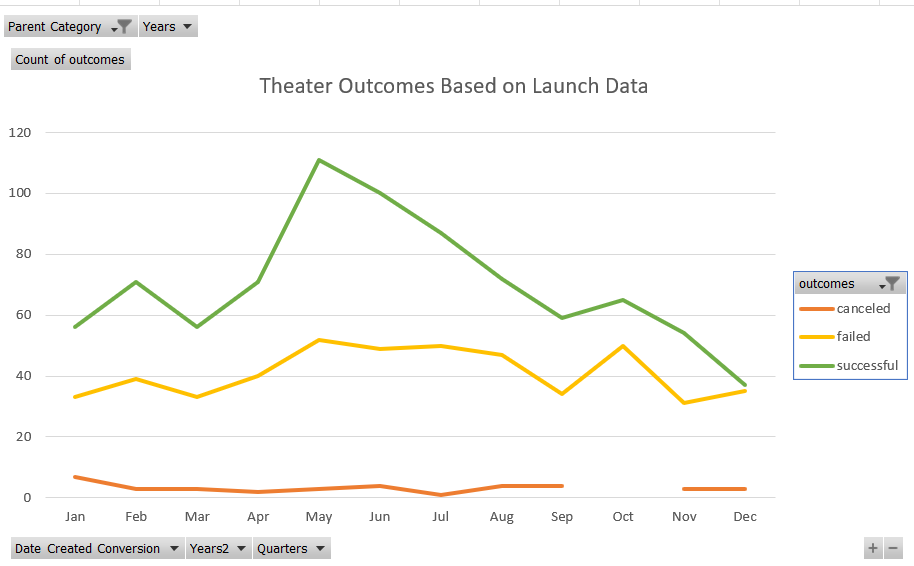 Parent Category Years
Count of outcomes
Theater Outcomes Based on Launch Data
120
100
80
60
40
20
0
Jan Feb Mar Apr May Jun Jul Aug Sep Oct Nov Dec
outcomes
canceled
failed
successful
Date Created Conversion Years2 Quarters
+ −